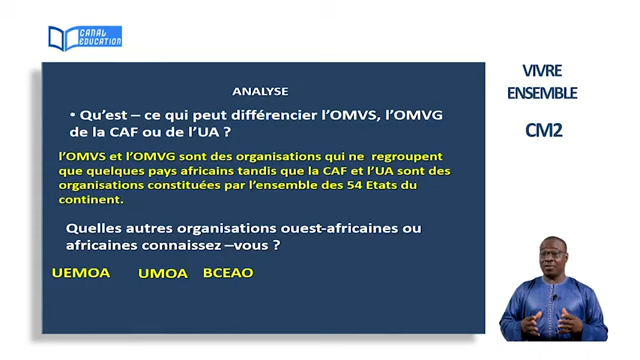 CANAL
EDUCATION
ANALYSE
• Qu'est – ce qui peut différencier l'OMVS, l'OMVG
de la CAF ou de l'UA ?
l'OMVS et l'OMVG sont des organisations qui ne regroupent
que quelques pays africains tandis que la CAF et l'UA sont des
organisations constituées par l'ensemble des 54 Etats du
continent.
Quelles autres organisations ouest-africaines ou
africaines connaissez –vous ?
UEMOA UMOA BCEAO
VIVRE
ENSEMBLE
CM2